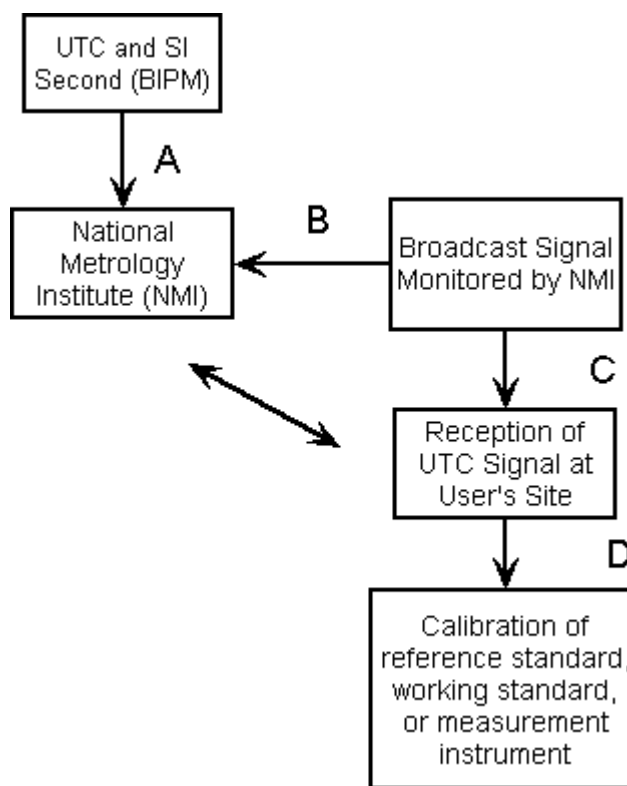 UTC and SI
Second (BIPM)
A
National
Metrology
Institute (NMI)
B
Broadcast Signal
Monitored by NMI
C
Reception of
UTC Signal at
User's Site
D
Calibration of
reference standard,
working standard,
or measurement
instrument